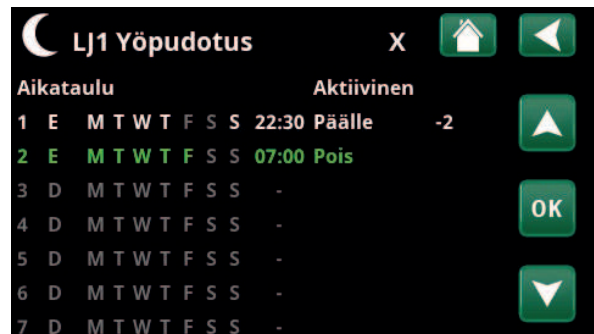 LJ1 Yöpudotus X
Aikataulu Aktiivinen
1 E M T W T F S S 22:30 Päälle -2
2 E M T W T F S S 07:00 Pois
3 D M T W T F S S -
4 D M T W T F S S -
OK
5 D M T W T F S S -
6 D M T W T F S S -
7 D M T W T F S S -